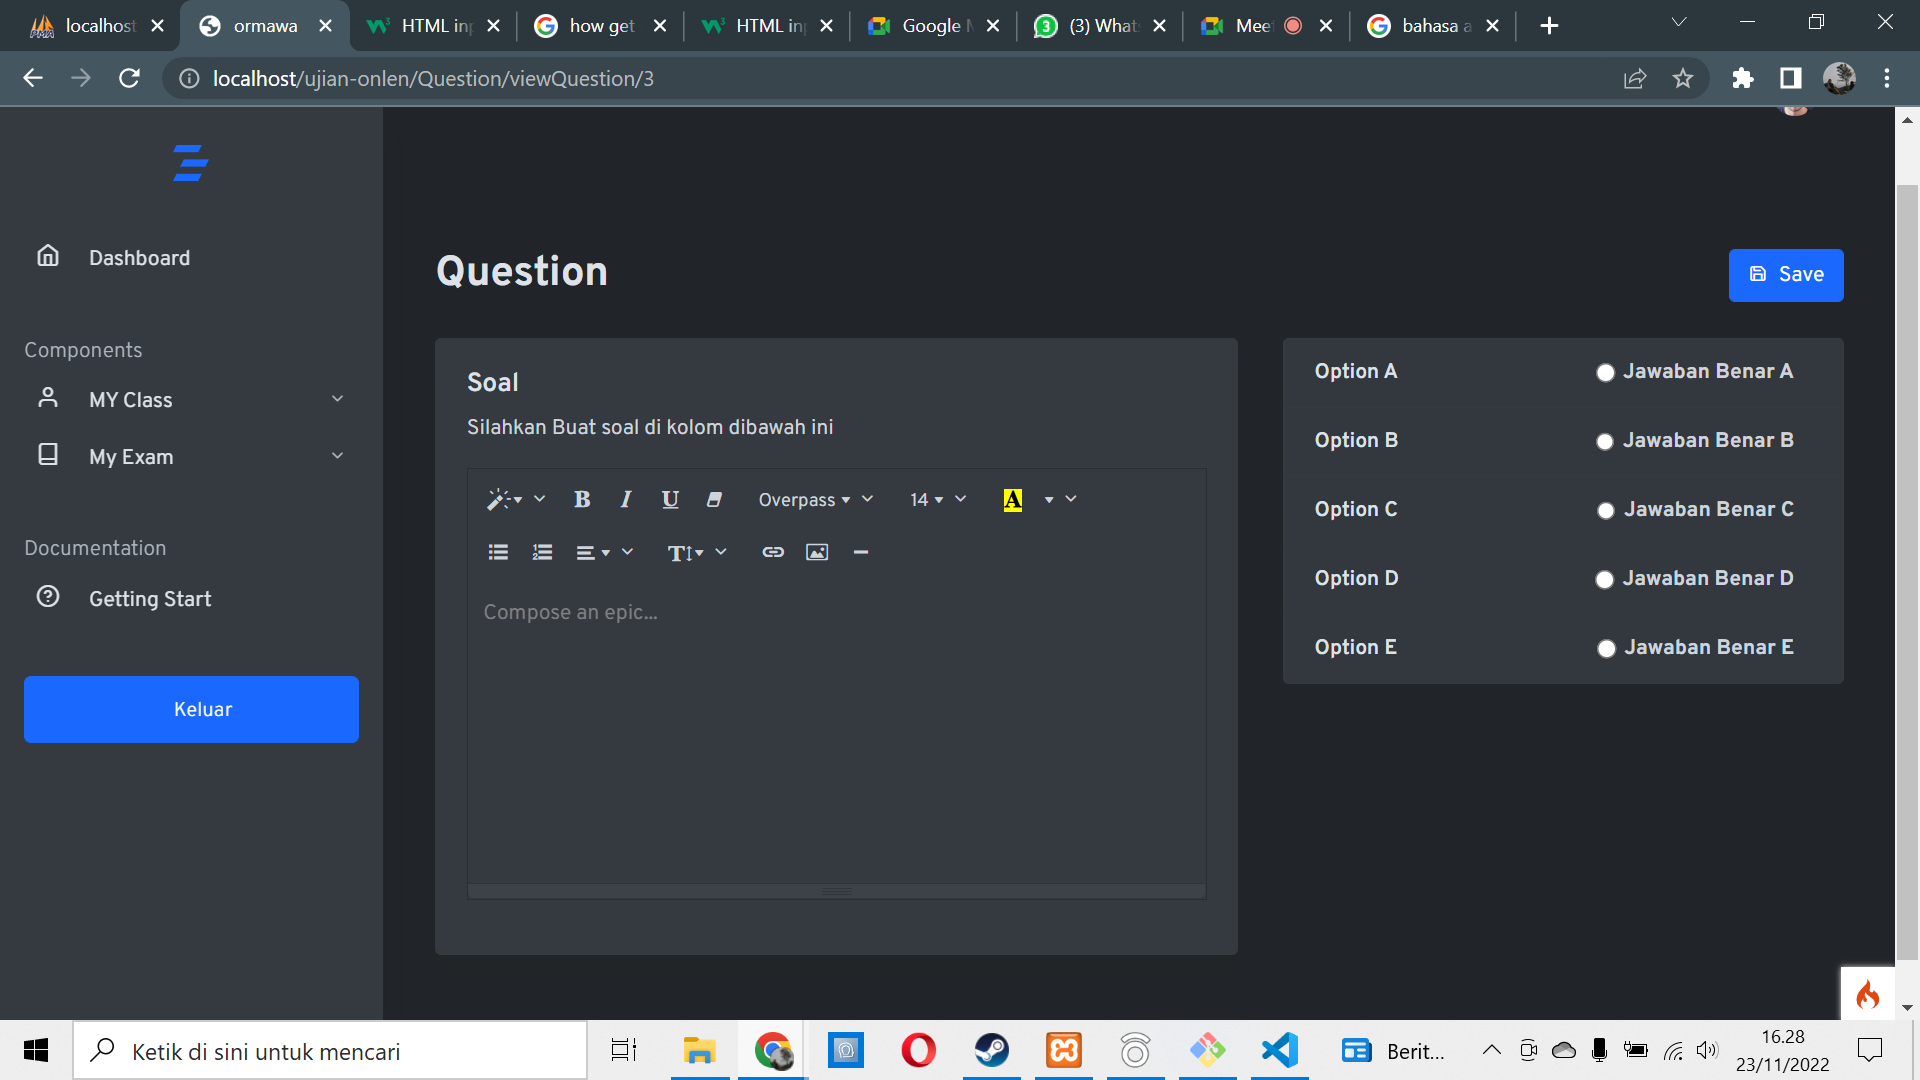 localhost
ormawa
HTML in
how get
HTML in
Google M
(3) What
Mee
bahasa a
localhost/ujian-onlen/Question/viewQuestion/3
Dashboard
Components
MY Class
My Exam
Documentation
Getting Start
Keluar
Question
Save
Soal
Silahkan Buat soal di kolom dibawah ini
B I U Overpass 14 A
Compose an epic...
Option A Jawaban Benar A
Option B Jawaban Benar B
Option C Jawaban Benar C
Option D Jawaban Benar D
Option E Jawaban Benar E
Ketik di sini untuk mencari
Berit...
16.28
23/11/2022